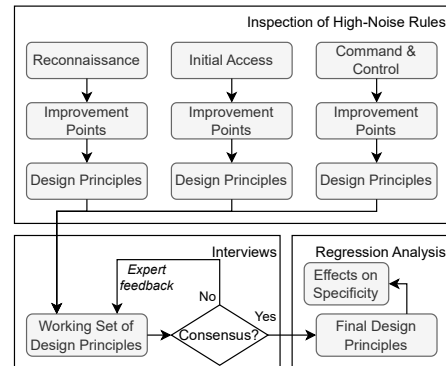 Inspection of High-Noise Rules
Reconnaissance
Initial Access
Command &
Control
Improvement
Points
Improvement
Points
Improvement
Points
Design Principles
Design Principles
Design Principles
Interviews
Expert
feedback
No
Working Set of
Design Principles
Consensus?
Yes
Regression Analysis
Effects on
Specificity
Final Design
Principles